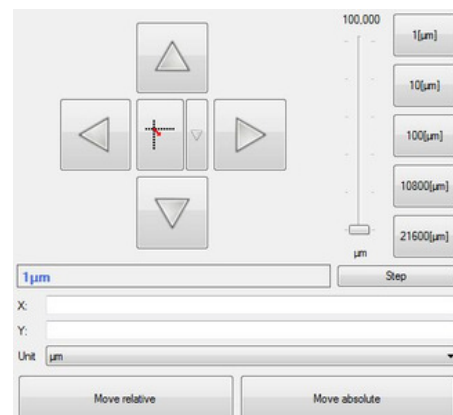 100,000
1[µm]
10[µm]
100[µm]
10800[µm]
21600[µm]
µm
1µm
Step
X:
Y:
Unit µm
Move relative Move absolute